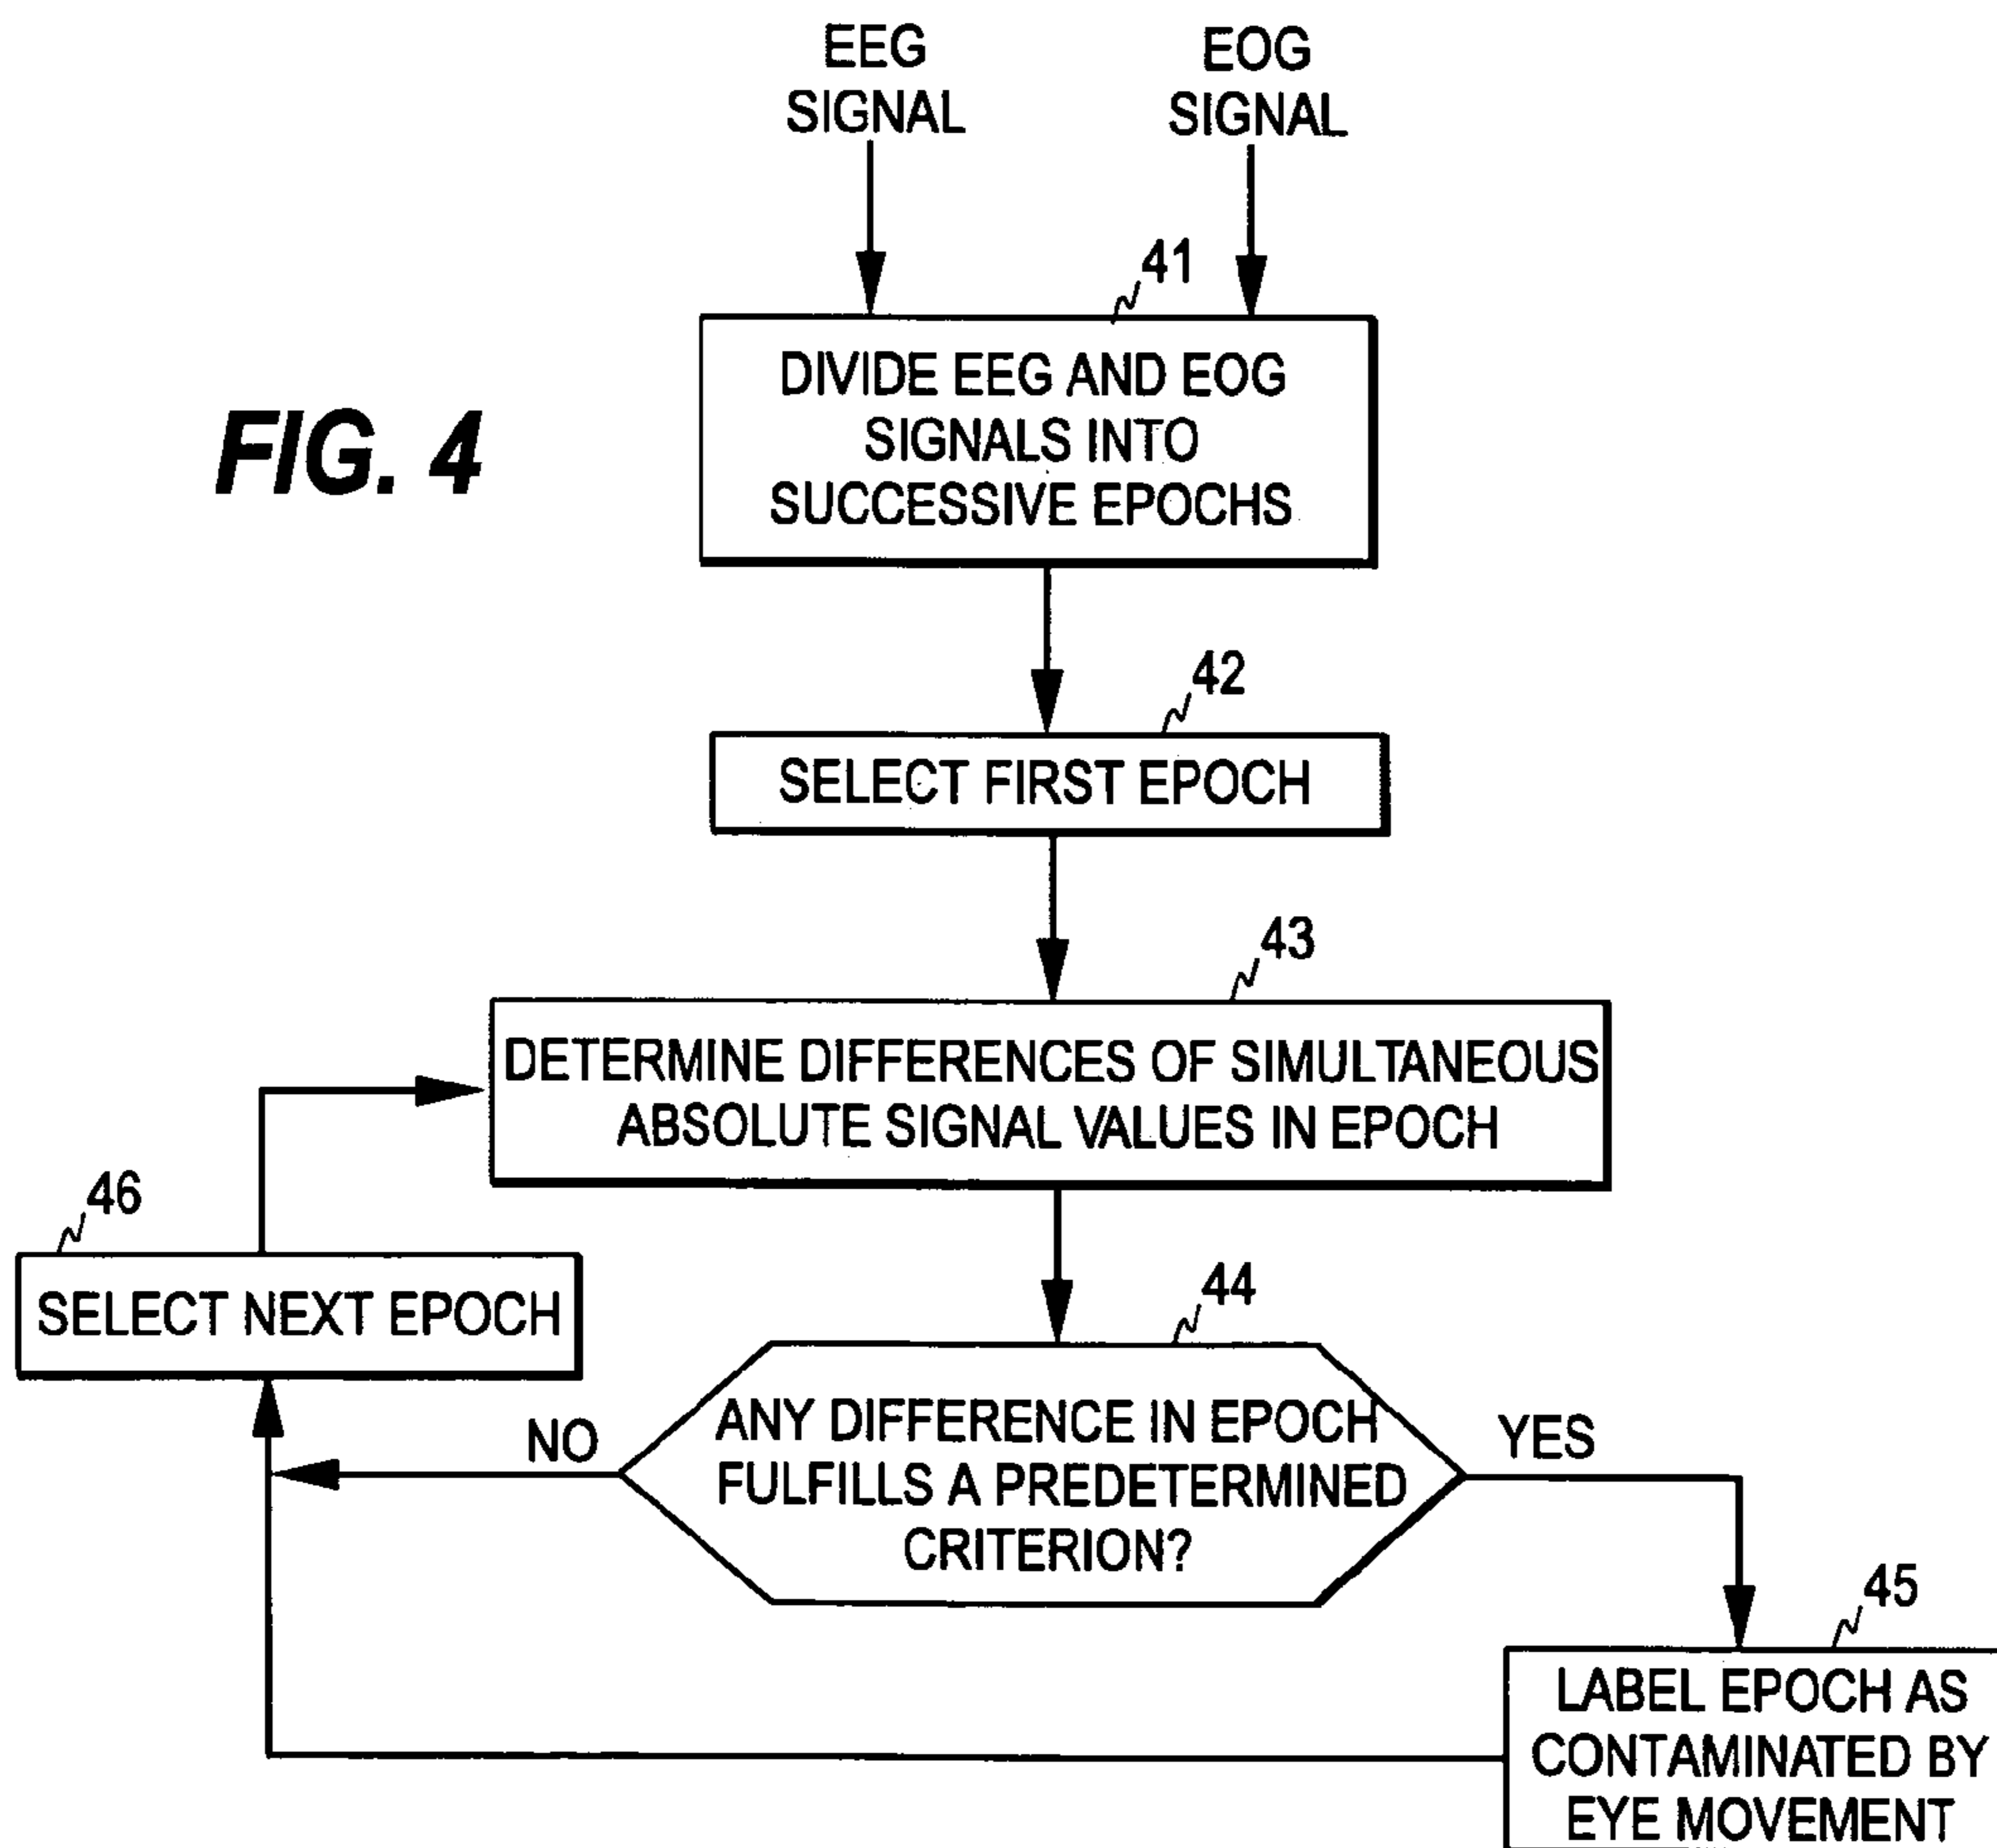 EEG
SIGNAL
EOG
SIGNAL
41
DIVIDE EEG AND EOG
SIGNALS INTO
SUCCESSIVE EPOCHS
FIG. 4
42
SELECT FIRST EPOCH
43
DETERMINE DIFFERENCES OF SIMULTANEOUS
ABSOLUTE SIGNAL VALUES IN EPOCH
46
SELECT NEXT EPOCH
44
ANY DIFFERENCE IN EPOCH
FULFILLS A PREDETERMINED
CRITERION?
NO
YES
45
LABEL EPOCH AS
CONTAMINATED BY
EYE MOVEMENT